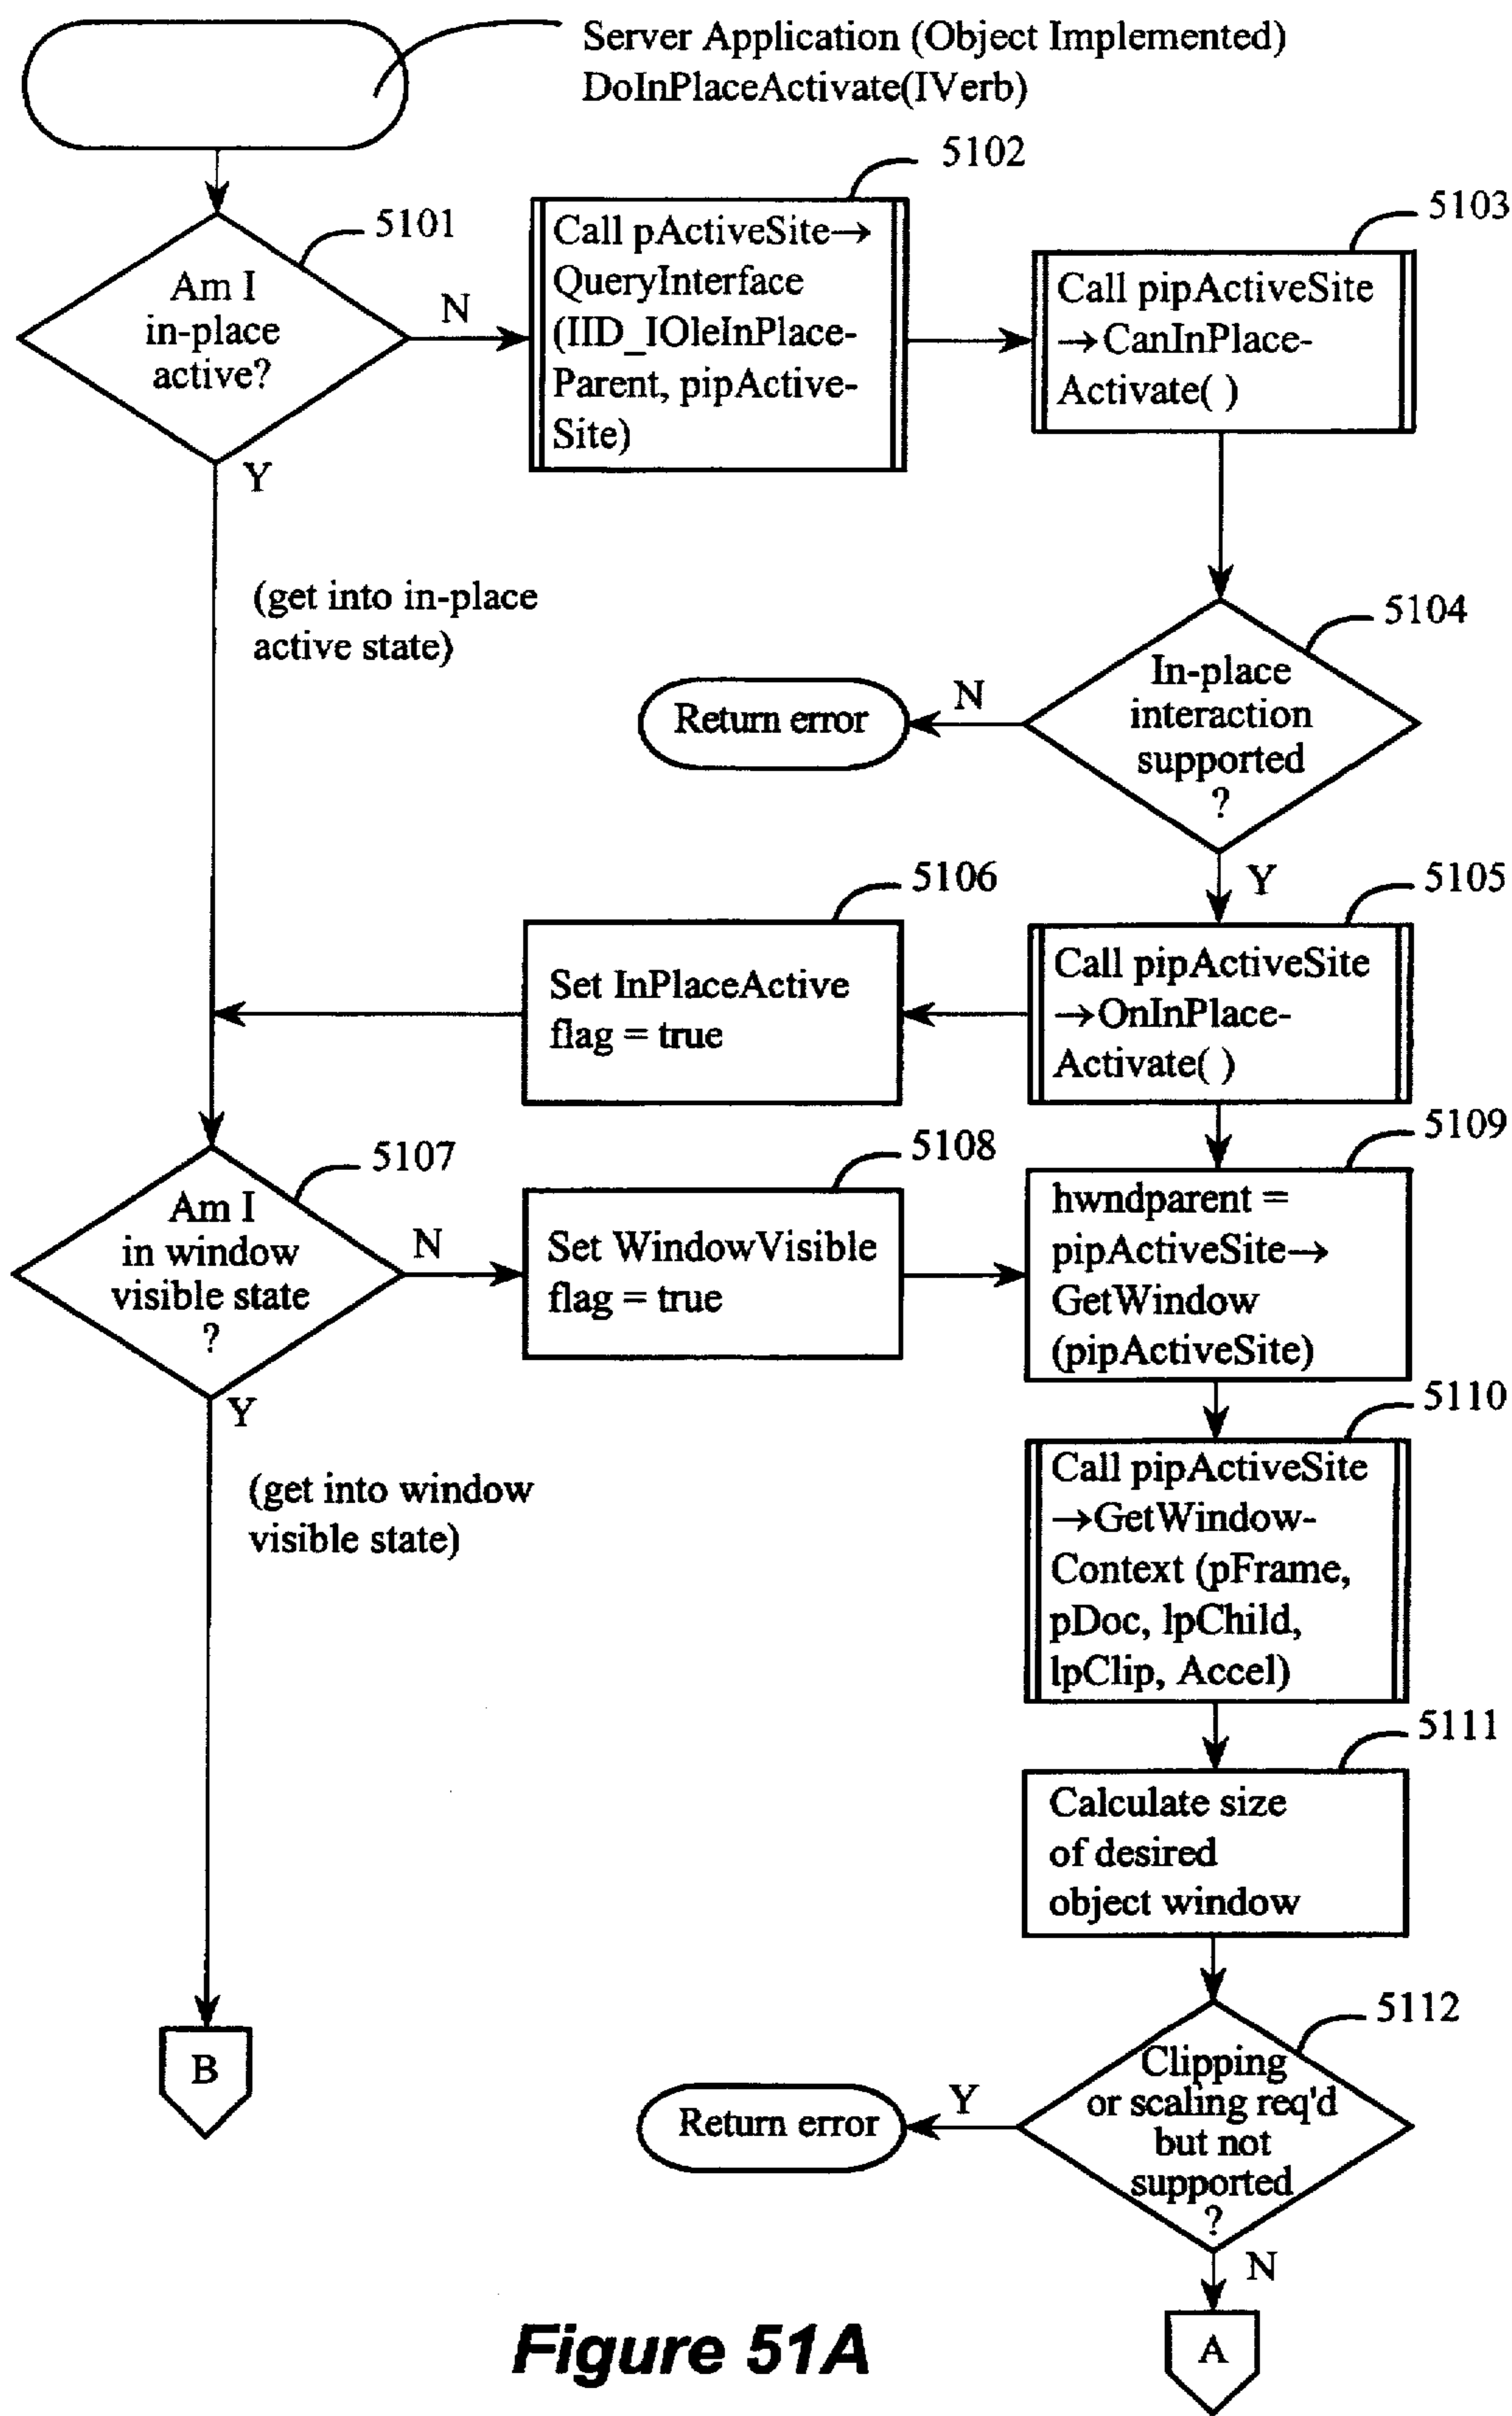 Server Application (Object Implemented)
DoInPlaceActivate(IVerb)
5101
Am I
in-place
active?
N
Y
5102
Call pActiveSite→
QueryInterface
(IID_IOleInPlace-
Parent, pipActive-
Site)
5103
Call pipActiveSite
→CanInPlace-
Activate( )
(get into in-place
active state)
5104
In-place
interaction
supported
?
N
Return error
Y
5105
Call pipActiveSite
→OnInPlace-
Activate( )
5106
Set InPlaceActive
flag = true
5107
Am I
in window
visible state
?
N
Y
5108
Set WindowVisible
flag = true
5109
hwndparent =
pipActiveSite→
GetWindow
(pipActiveSite)
(get into window
visible state)
5110
Call pipActiveSite
→GetWindow-
Context (pFrame,
pDoc, lpChild,
lpClip, Accel)
5111
Calculate size
of desired
object window
5112
Clipping
or scaling req'd
but not
supported
?
Y
Return error
N
B
A
Figure 51A